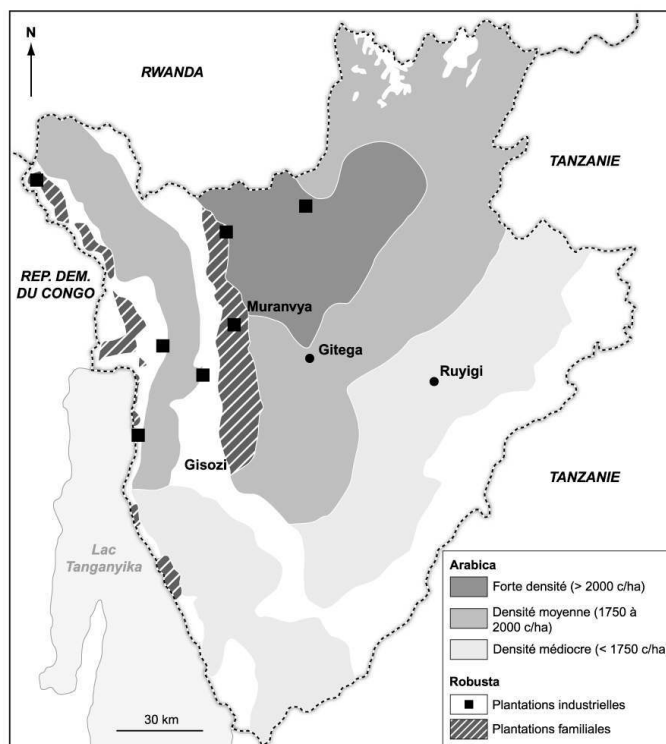 N
RWANDA
TANZANIE
REP. DEM.
DU CONGO
Muranvya
Gitega
Ruyigi
Gisozi
TANZANIE
Lac
Tanganyika
30 km
Arabica
Forte densité (> 2000 c/ha)
Densité moyenne (1750 à
2000 c/ha)
Densité médiocre (< 1750 c/ha
Robusta
Plantations industrielles
Plantations familiales